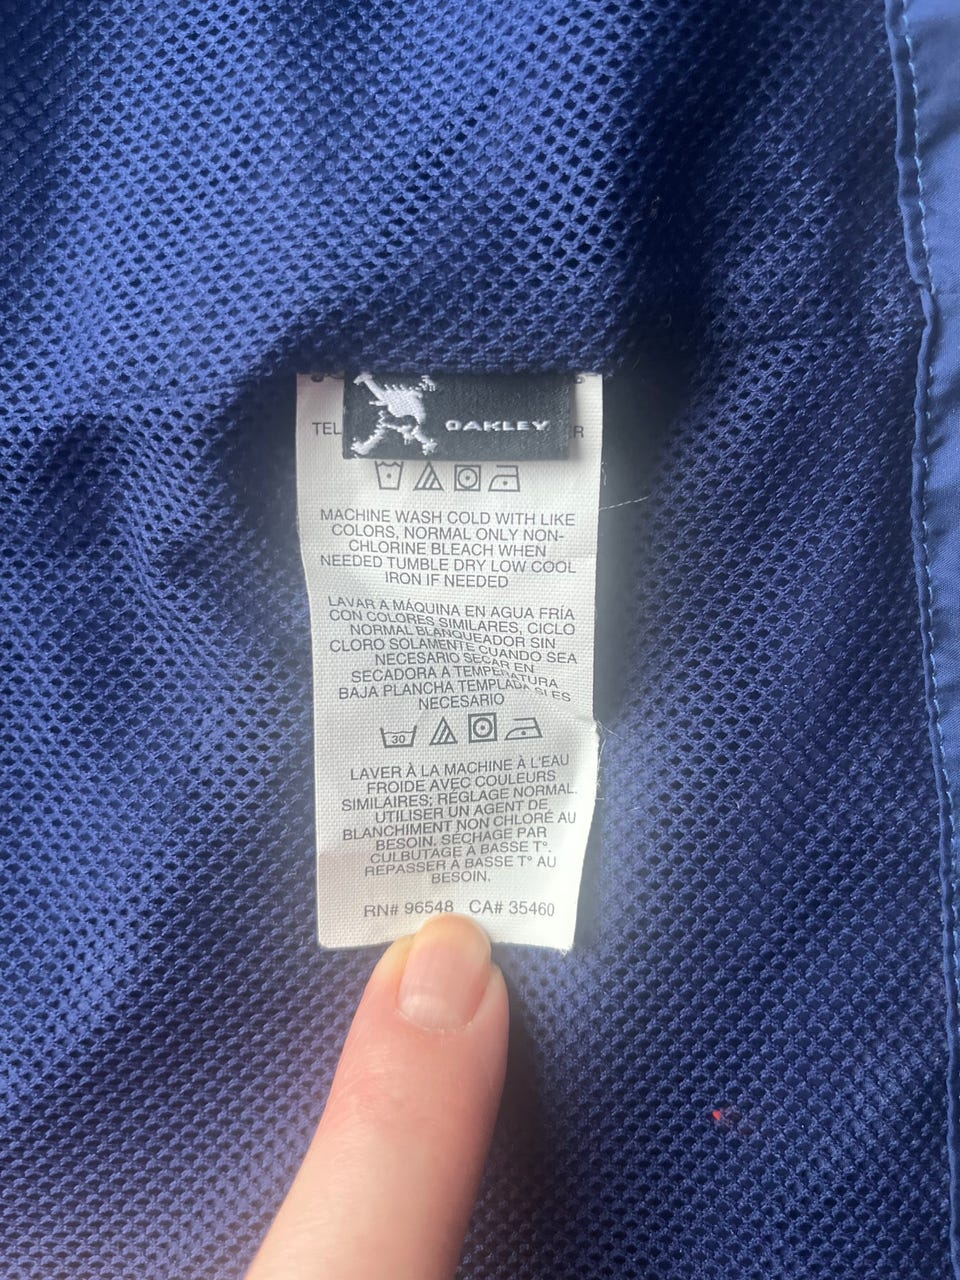 TEL
OAKLEY
ER
MACHINE WASH COLD WITH LIKE
COLORS, NORMAL ONLY NON-
CHLORINE BLEACH WHEN
NEEDED TUMBLE DRY LOW COOL
IRON IF NEEDED
LAVAR A MÁQUINA EN AGUA FRÍA
CON COLORES SIMILARES, CICLO
NORMAL BLANQUEADOR SIN
CLORO SOLAMENTE CUANDO SEA
NECESARIO SECAR EN
SECADORA A TEMPERATURA
BAJA PLANCHA TEMPLADA SI ES
NECESARIO
30
LAVER À LA MACHINE À L'EAU
FROIDE AVEC COULEURS
SIMILAIRES; RÉGLAGE NORMAL.
UTILISER UN AGENT DE
BLANCHIMENT NON CHLORÉ AU
BESOIN. SÉCHAGE PAR
CULBUTAGE À BASSE T°.
REPASSER À BASSE T° AU
BESOIN.
RN# 96548 CA# 35460